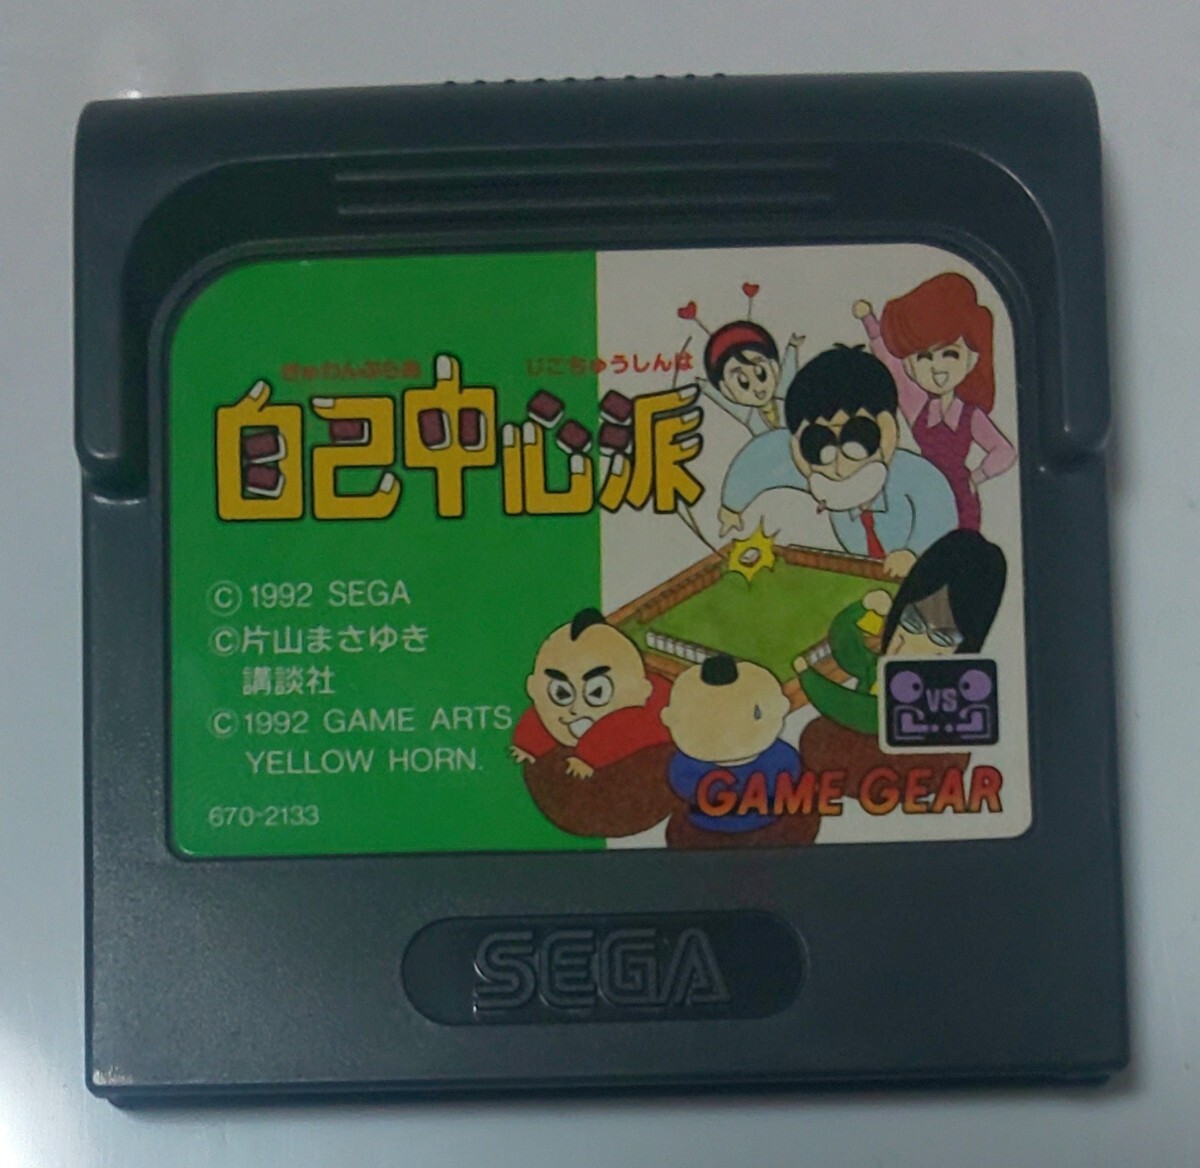 ぎゅわんぶらあ じこちゅうしんは
自己中心派
© 1992 SEGA
©片山まさゆき
講談社
© 1992 GAME ARTS
YELLOW HORN.
670-2133
VS
GAME GEAR
SEGA